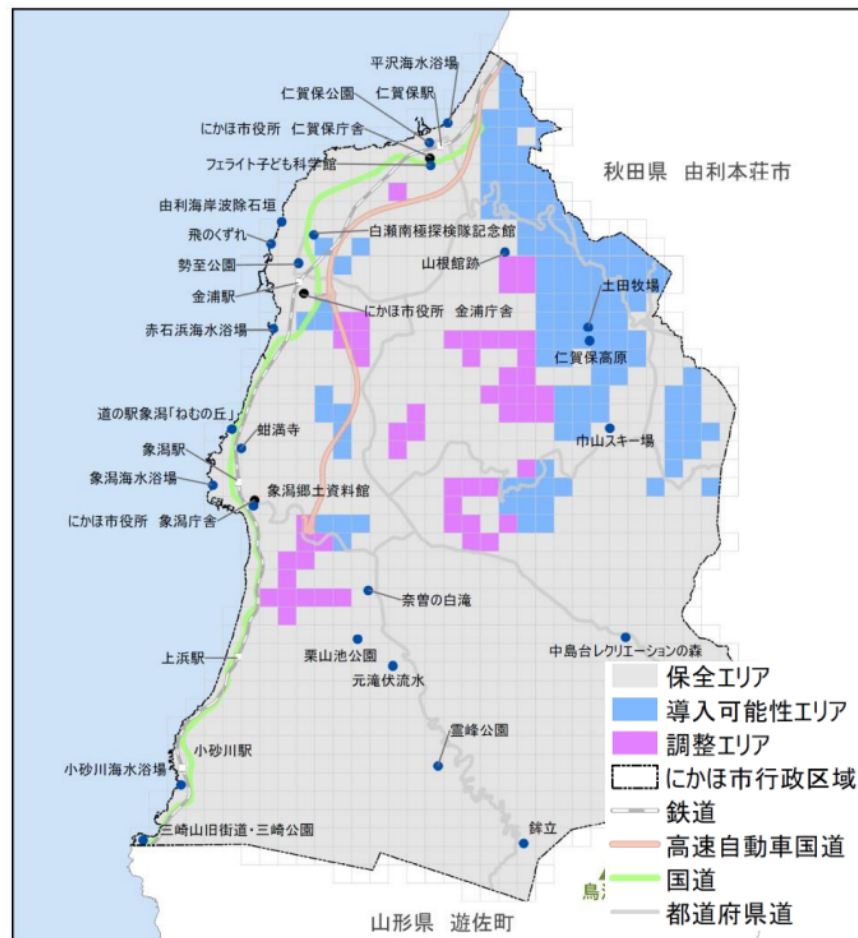 平沢海水浴場
仁賀保公園
仁賀保駅
にかほ市役所 仁賀保庁舎
フェライト子ども科学館
秋田県 由利本荘市
由利海岸波除石垣
飛のくずれ
白瀬南極探検隊記念館
山根館跡
勢至公園
土田牧場
金浦駅
にかほ市役所 金浦庁舎
赤石浜海水浴場
仁賀保高原
道の駅象潟「ねむの丘」
蚶満寺
巾山スキー場
象潟駅
象潟海水浴場
象潟郷土資料館
にかほ市役所 象潟庁舎
奈曽の白滝
上浜駅
栗山池公園
中島台レクリエーションの森
元滝伏流水
保全エリア
導入可能性エリア
調整エリア
霊峰公園
小砂川駅
小砂川海水浴場
にかほ市行政区域
鉄道
三崎山旧街道・三崎公園
鉾立
高速自動車国道
国道
鳥
都道府県道
山形県 遊佐町